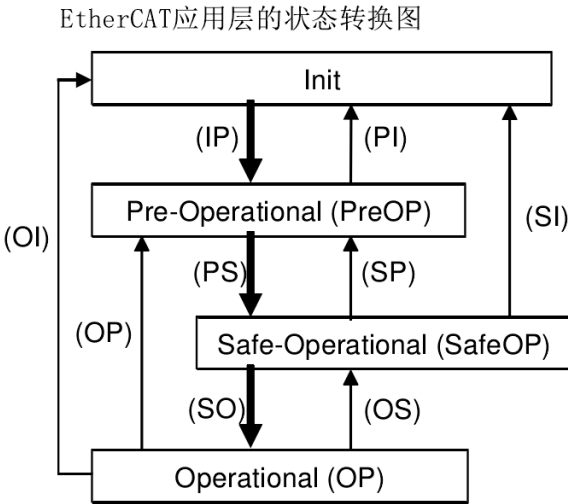 EtherCAT应用层的状态转换图
Init
(IP)
(PI)
Pre-Operational (PreOP)
(SI)
(OI)
(PS)
(SP)
(OP)
Safe-Operational (SafeOP)
(SO)
(OS)
Operational (OP)